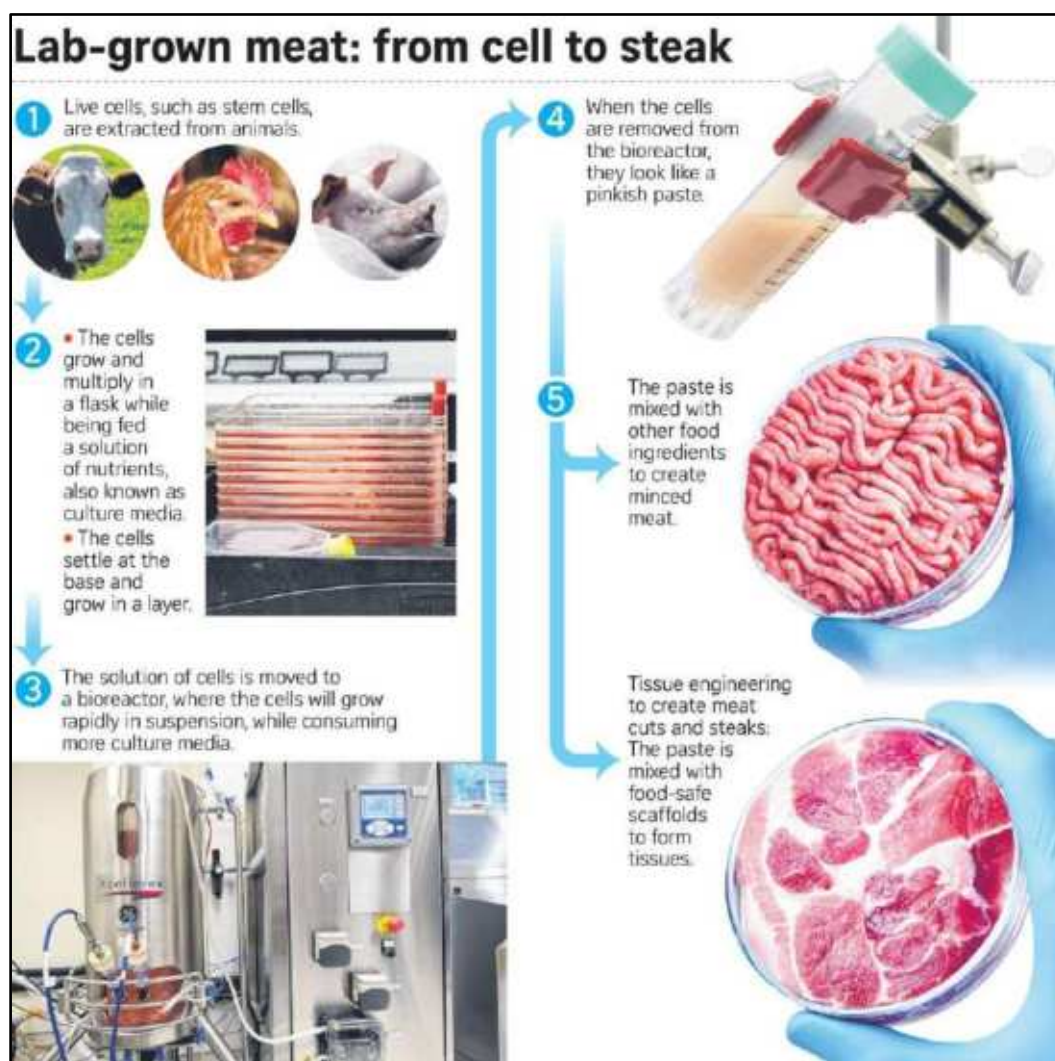 Lab-grown meat: from cell to steak
1
Live cells, such as stem cells,
are extracted from animals.
2
• The cells
grow and
multiply in
a flask while
being fed
a solution
of nutrients,
also known as
culture media.
• The cells
settle at the
base and
grow in a layer.
3
The solution of cells is moved to
a bioreactor, where the cells will grow
rapidly in suspension, while consuming
more culture media.
4
When the cells
are removed from
the bioreactor,
they look like a
pinkish paste.
5
The paste is
mixed with
other food
ingredients
to create
minced
meat.
Tissue engineering
to create meat
cuts and steaks:
The paste is
mixed with
food-safe
scaffolds
to form
tissues.